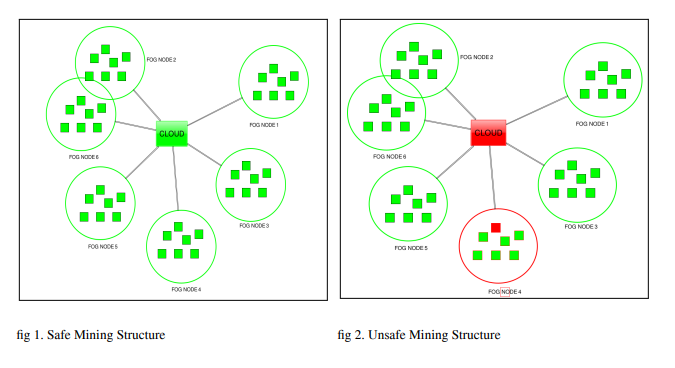 FOG NODE 2
FOG NODE 1
CLOUD
FOG NODE 6
FOG NODE 3
FOG NODE 5
FOG NODE 4
fig 1. Safe Mining Structure
FOG NODE 2
FOG NODE 1
CLOUD
FOG NODE 6
FOG NODE 3
FOG NODE 5
FOG NODE 4
fig 2. Unsafe Mining Structure